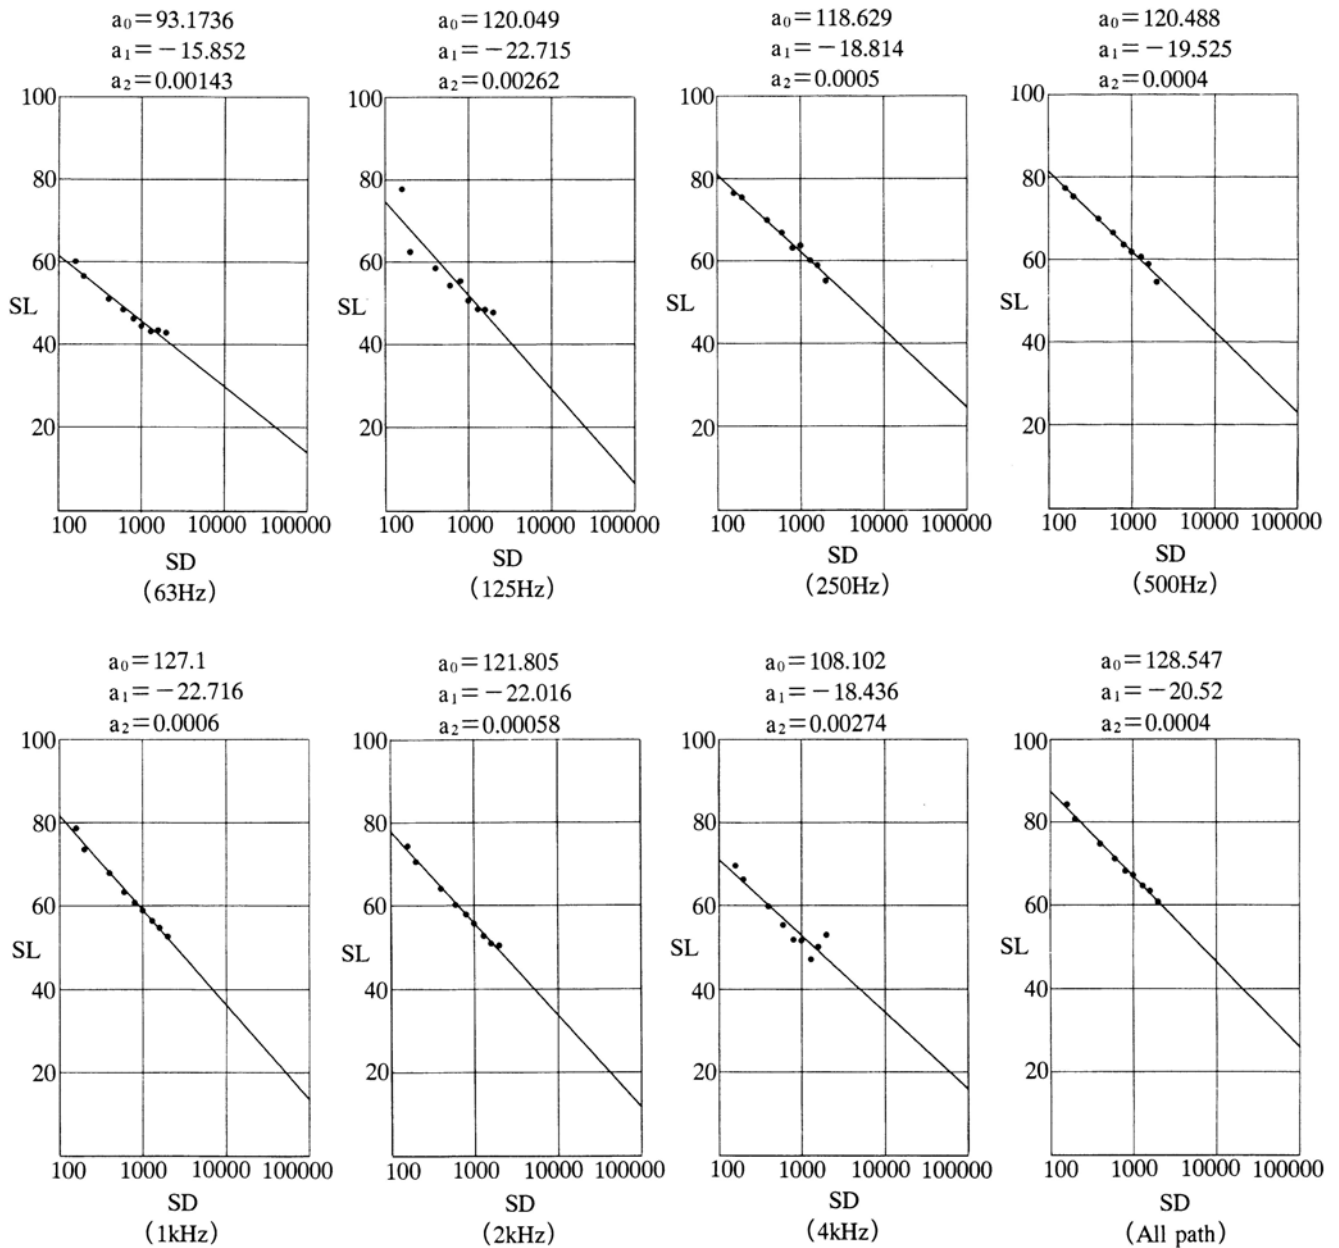 a₀=93.1736
a₁=−15.852
a₂=0.00143
100
80
60
SL
40
20
100 1000 10000 100000
SD
(63Hz)
a₀=120.049
a₁=−22.715
a₂=0.00262
100
80
60
SL
40
20
100 1000 10000 100000
SD
(125Hz)
a₀=118.629
a₁=−18.814
a₂=0.0005
100
80
60
SL
40
20
100 1000 10000 100000
SD
(250Hz)
a₀=120.488
a₁=−19.525
a₂=0.0004
100
80
60
SL
40
20
100 1000 10000 100000
SD
(500Hz)
a₀=127.1
a₁=−22.716
a₂=0.0006
100
80
60
SL
40
20
100 1000 10000 100000
SD
(1kHz)
a₀=121.805
a₁=−22.016
a₂=0.00058
100
80
60
SL
40
20
100 1000 10000 100000
SD
(2kHz)
a₀=108.102
a₁=−18.436
a₂=0.00274
100
80
60
SL
40
20
100 1000 10000 100000
SD
(4kHz)
a₀=128.547
a₁=−20.52
a₂=0.0004
100
80
60
SL
40
20
100 1000 10000 100000
SD
(All path)